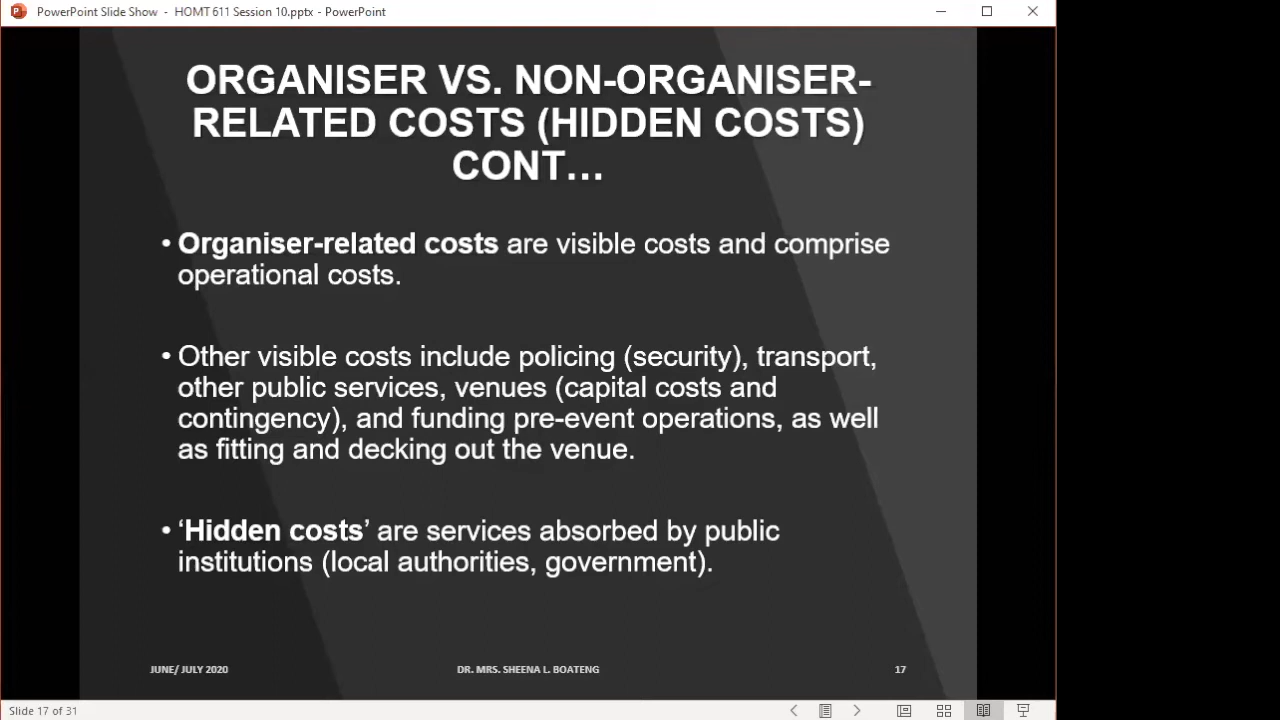 PowerPoint Slide Show - HOMT 611 Session 10.pptx - PowerPoint
ORGANISER VS. NON-ORGANISER-
RELATED COSTS (HIDDEN COSTS)
CONT…
• Organiser-related costs are visible costs and comprise
operational costs.
• Other visible costs include policing (security), transport,
other public services, venues (capital costs and
contingency), and funding pre-event operations, as well
as fitting and decking out the venue.
• ‘Hidden costs’ are services absorbed by public
institutions (local authorities, government).
JUNE/ JULY 2020 DR. MRS. SHEENA L. BOATENG 17
Slide 17 of 31